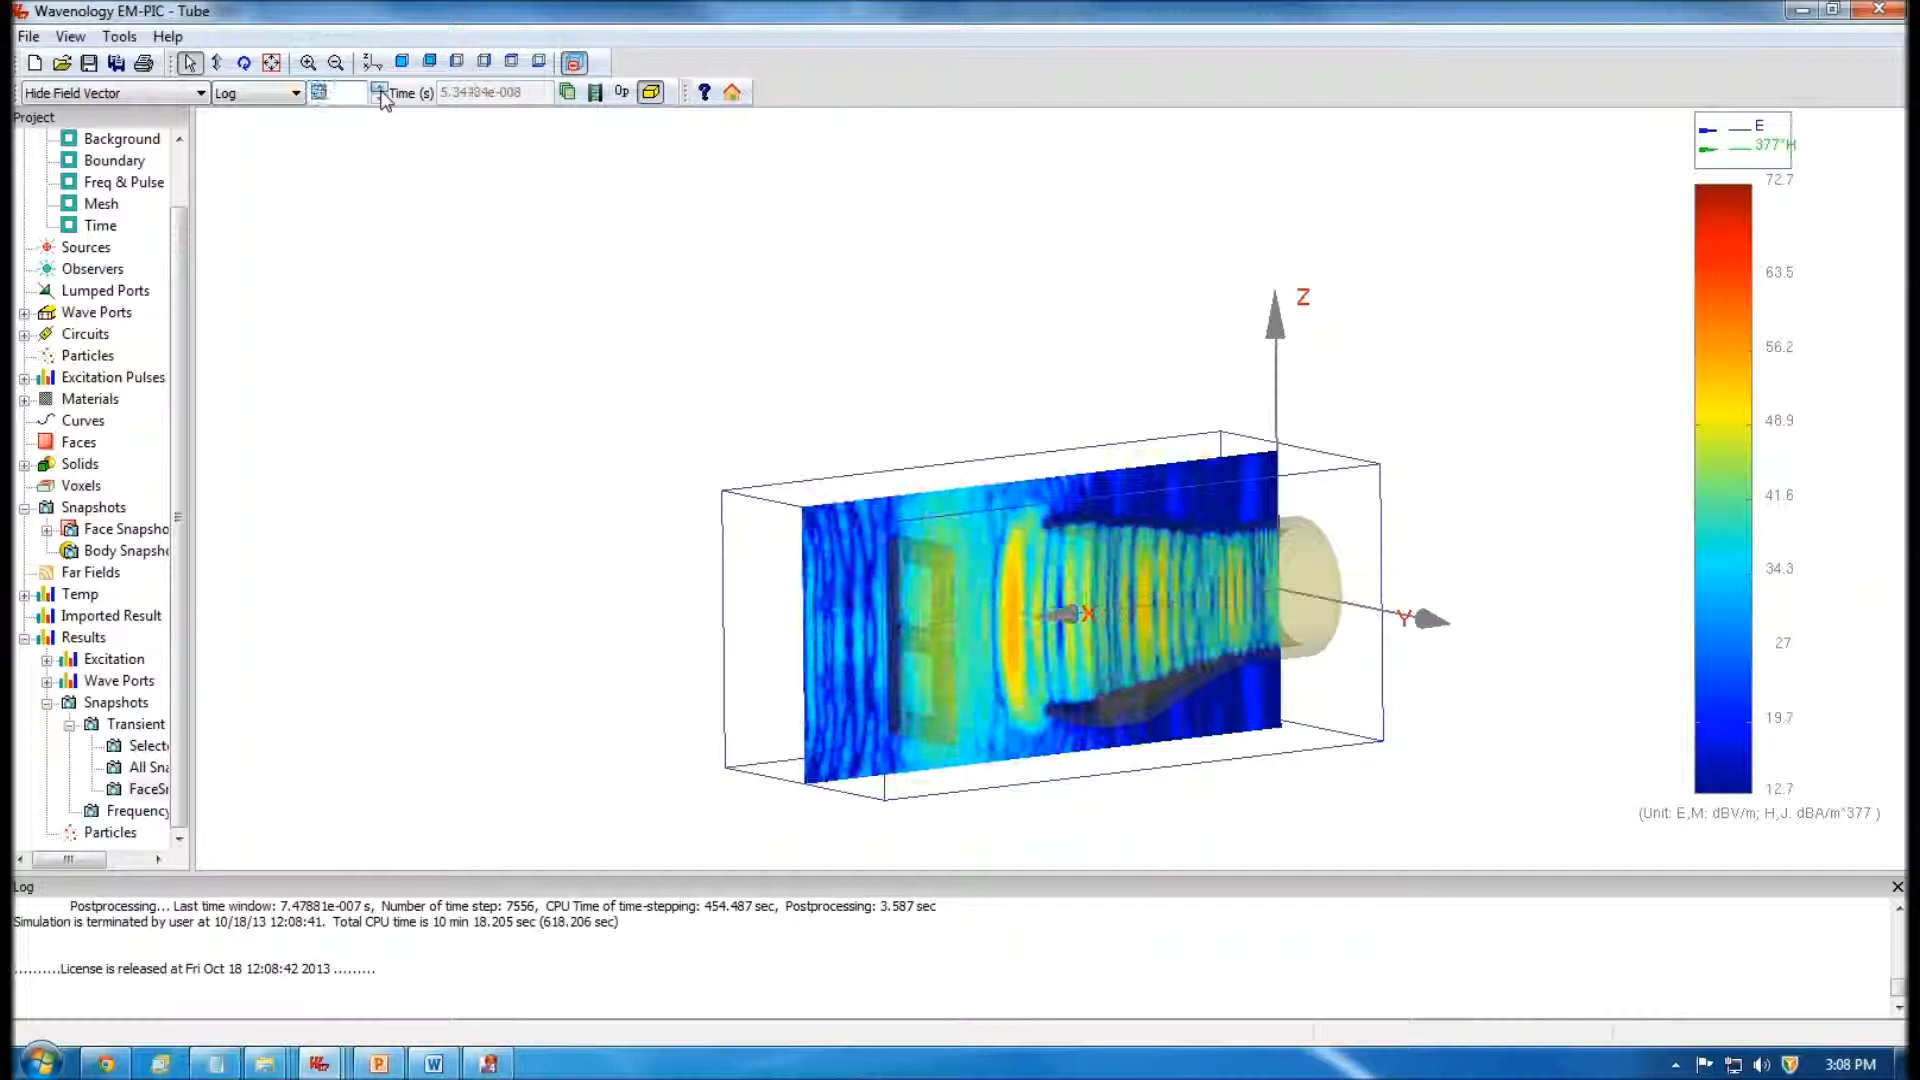 Wavenology EM-PIC - Tube
File View Tools Help
Hide Field Vector Log Time (s)
Op
Project
Background
Boundary
Freq & Pulse
Mesh
Time
Sources
Observers
Lumped Ports
Wave Ports
Circuits
Particles
Excitation Pulses
Materials
Curves
Faces
Solids
Voxels
Snapshots
Face Snapsho
Body Snapsho
Far Fields
Temp
Imported Result
Results
Excitation
Wave Ports
Snapshots
Transient
Select
All Sna
FaceSr
Frequency
Particles
E
377*H
72.7
63.5
56.2
48.9
41.6
34.3
27
19.7
12.7
(Unit: E,M: dBV/m; H,J. dBA/m*377 )
Z
X
Y
Log
Postprocessing... Last time window: 7.47881e-007 s, Number of time step: 7556, CPU Time of time-stepping: 454.487 sec, Postprocessing: 3.587 sec
Simulation is terminated by user at 10/18/13 12:08:41. Total CPU time is 10 min 18.205 sec (618.206 sec)
..........License is released at Fri Oct 18 12:08:42 2013 .........
3:08 PM